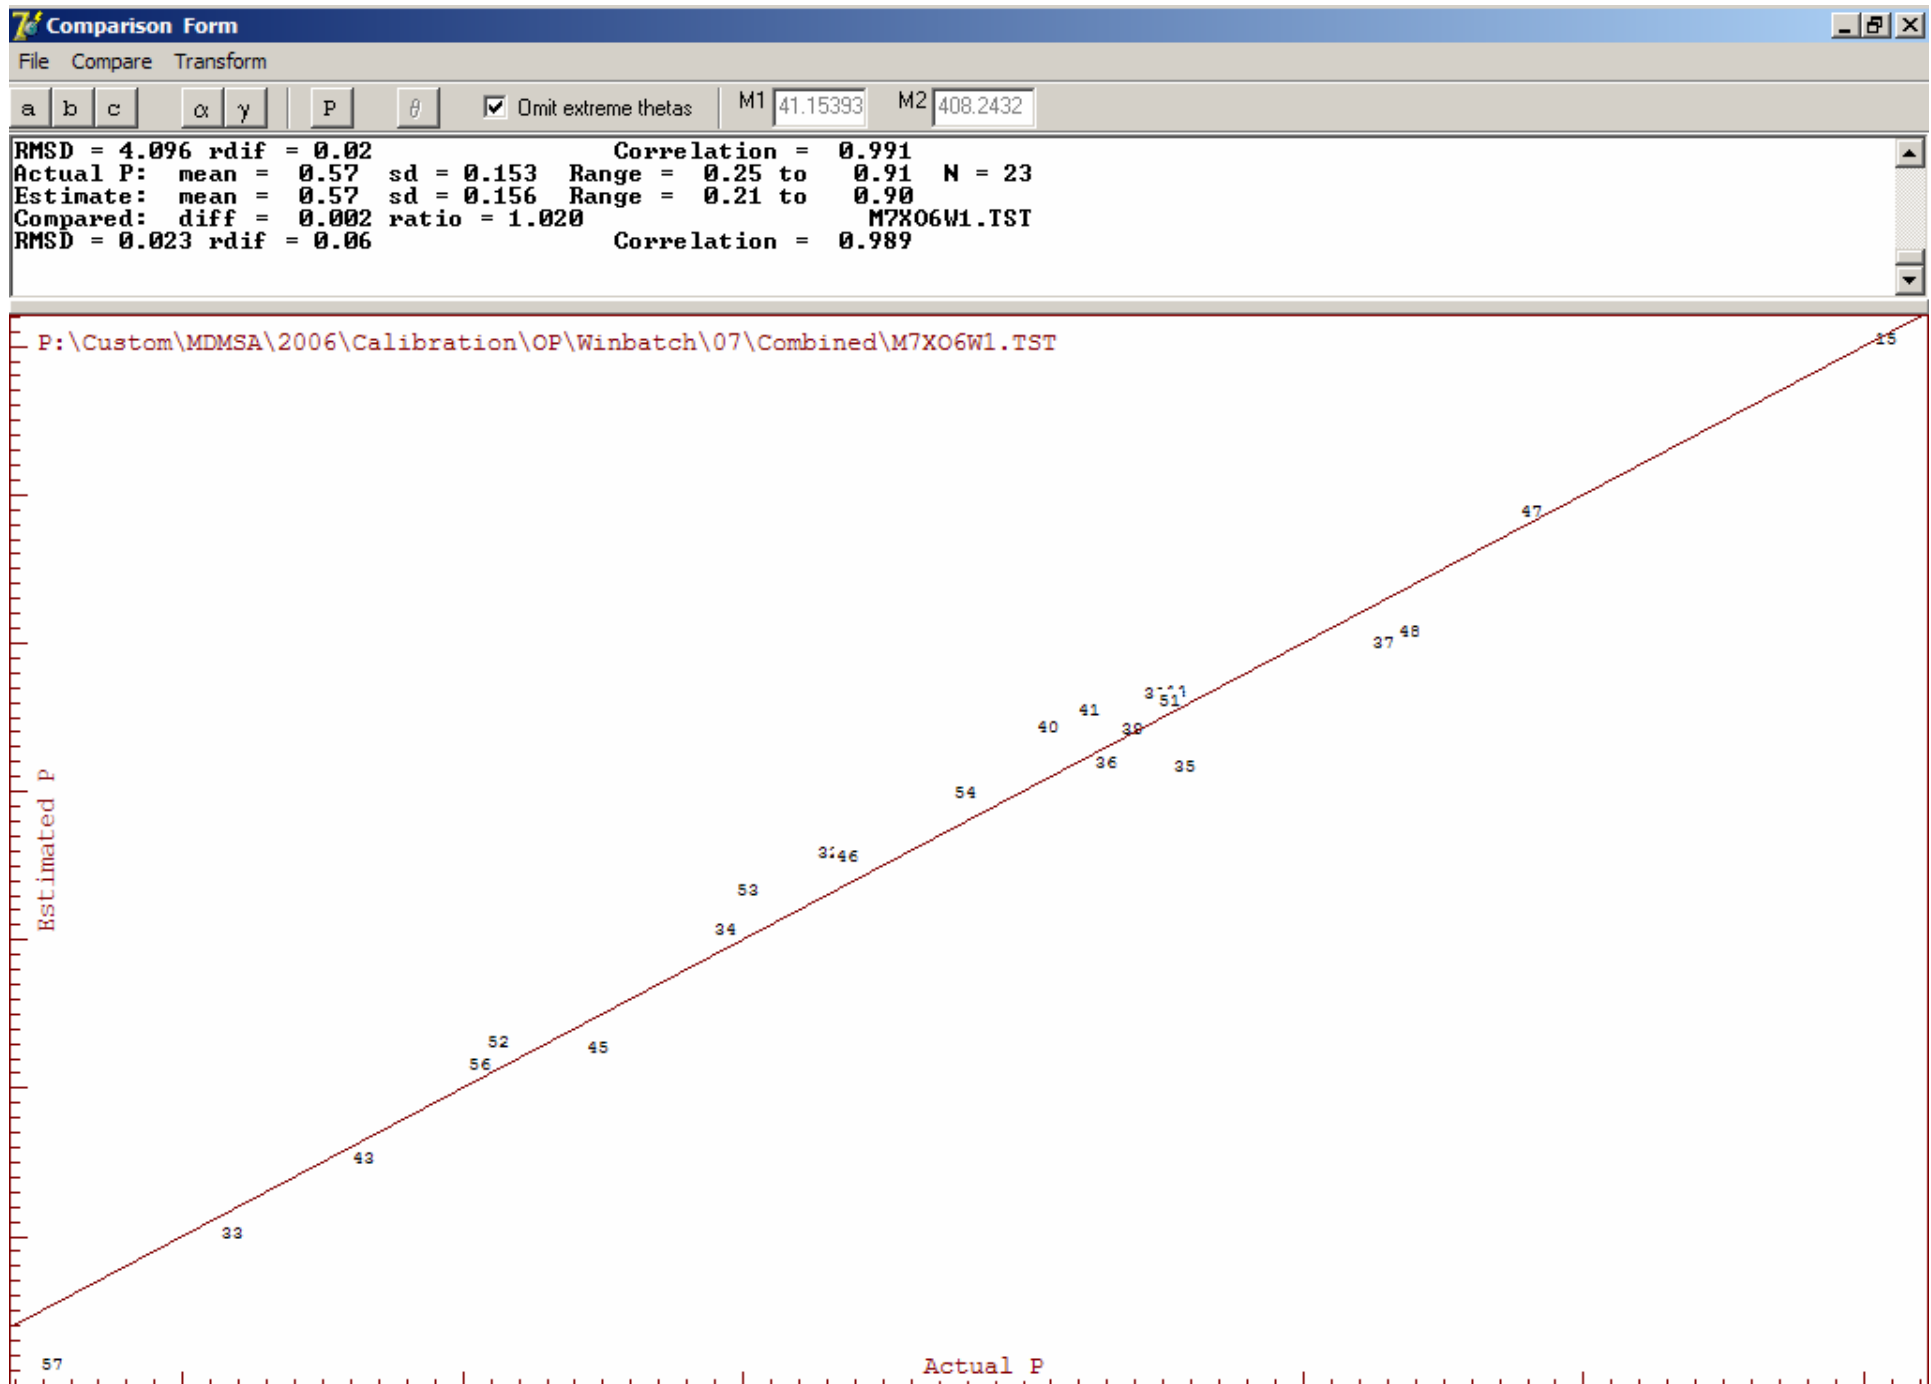 Comparison Form
File Compare Transform
a b c α γ P θ Omit extreme thetas M1 41.15393 M2 408.2432
RMSD = 4.096 rdif = 0.02 Correlation = 0.991
Actual P: mean = 0.57 sd = 0.153 Range = 0.25 to 0.91 N = 23
Estimate: mean = 0.57 sd = 0.156 Range = 0.21 to 0.90
Compared: diff = 0.002 ratio = 1.020 M7XO6W1.TST
RMSD = 0.023 rdif = 0.06 Correlation = 0.989
P:\Custom\MDMSA\2006\Calibration\OP\Winbatch\07\Combined\M7XO6W1.TST
15
47
37 48
51
41
40
38
36 35
54
46
53
34
52
45
56
43
33
57
Estimated P
Actual P